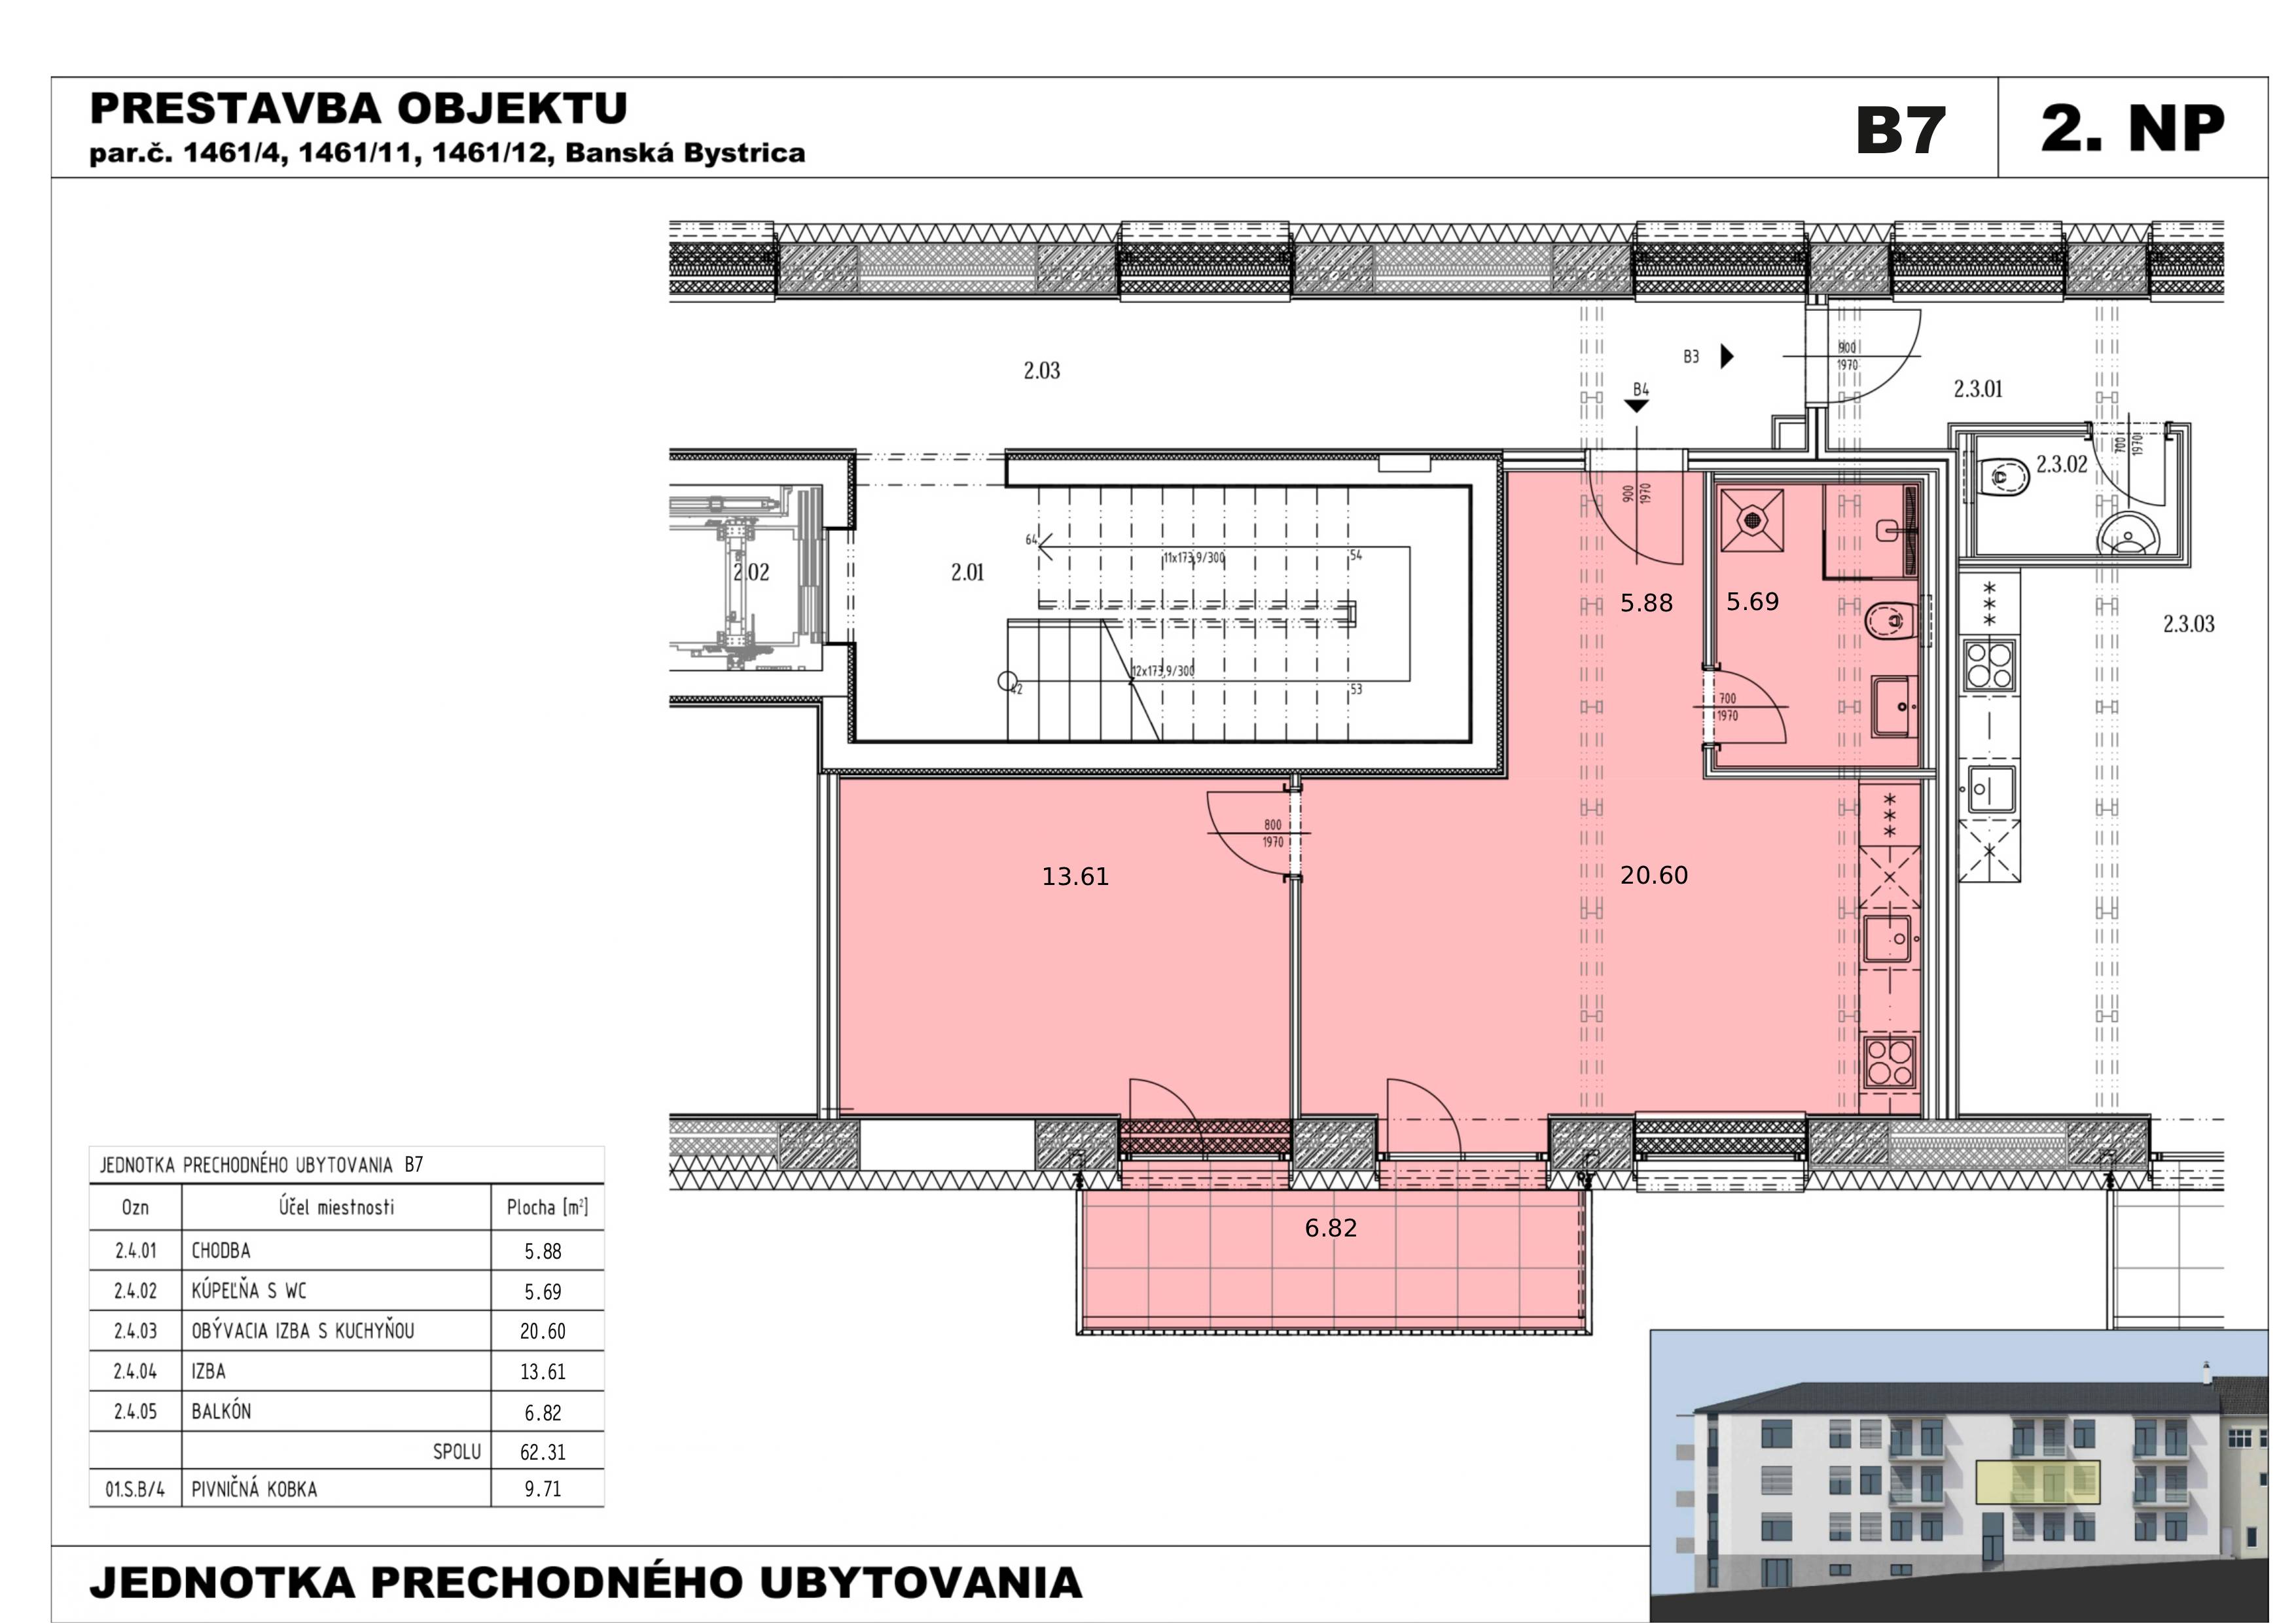 PRESTAVBA OBJEKTU
par.č. 1461/4, 1461/11, 1461/12, Banská Bystrica
B7
2. NP
2.03
B3
B4
900
1970
2.3.01
2.3.02
700
1970
2.3.03
2.02
2.01
64
11x173,9/300
54
12x173,9/300
42
53
900
1970
5.88
5.69
700
1970
800
1970
13.61
20.60
6.82
JEDNOTKA PRECHODNÉHO UBYTOVANIA B7
Ozn Účel miestnosti Plocha [m²]
2.4.01 CHODBA 5.88
2.4.02 KÚPEĽŇA S WC 5.69
2.4.03 OBÝVACIA IZBA S KUCHYŇOU 20.60
2.4.04 IZBA 13.61
2.4.05 BALKÓN 6.82
SPOLU 62.31
01.S.B/4 PIVNIČNÁ KOBKA 9.71
JEDNOTKA PRECHODNÉHO UBYTOVANIA